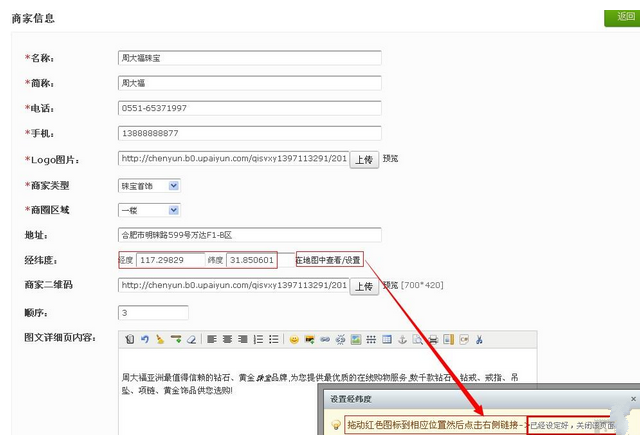 商家信息
返回
*名称: 周大福珠宝
*简称: 周大福
*电话: 0551-65371997
*手机: 13888888877
*Logo图片: http://chenyun.b0.upaiyun.com/qisvxy1397113291/201 上传 预览
*商家类型 珠宝首饰
*商圈区域 一楼
地址: 合肥市明珠路599号万达F1-B区
经纬度: 经度 117.29829 纬度 31.850601 在地图中查看/设置
商家二维码 http://chenyun.b0.upaiyun.com/qisvxy1397113291/201 上传 预览 [700*420]
顺序: 3
图文详细页内容:
周大福亚洲最值得信赖的钻石、黄金珠宝品牌,为您提供最优质的在线购物服务,数千款钻石、钻戒、戒指、吊
坠、项链、黄金饰品供您选购!
设置经纬度
拖动红色图标到相应位置然后点击右侧链接->已经设定好,关闭该页面